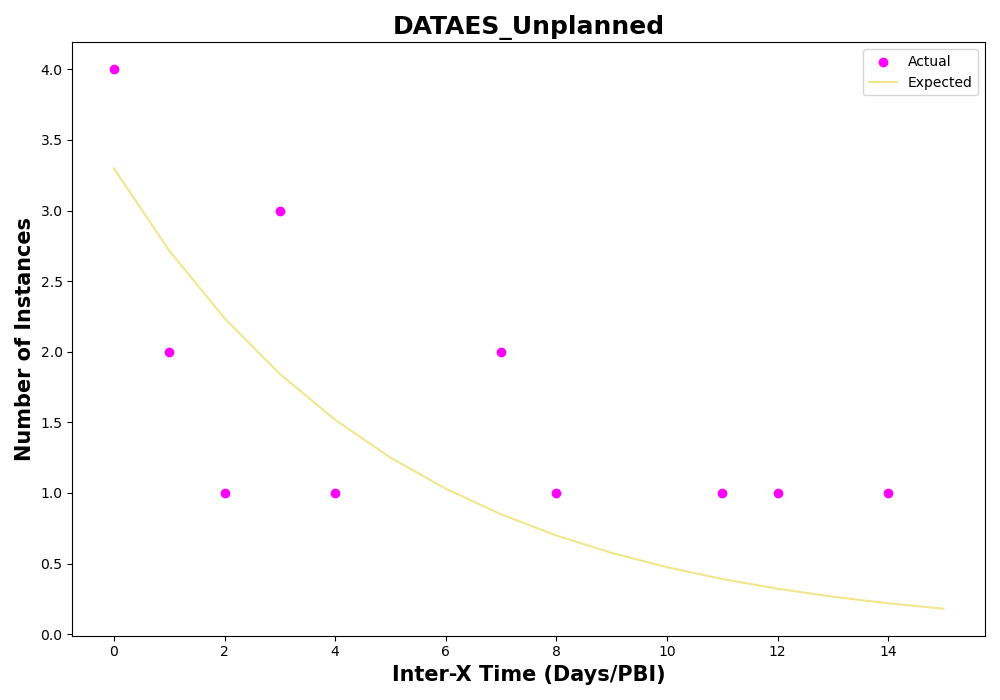 DATAES_Unplanned
Actual
Expected
Number of Instances
4.0
3.5
3.0
2.5
2.0
1.5
1.0
0.5
0.0
0 2 4 6 8 10 12 14
Inter-X Time (Days/PBI)